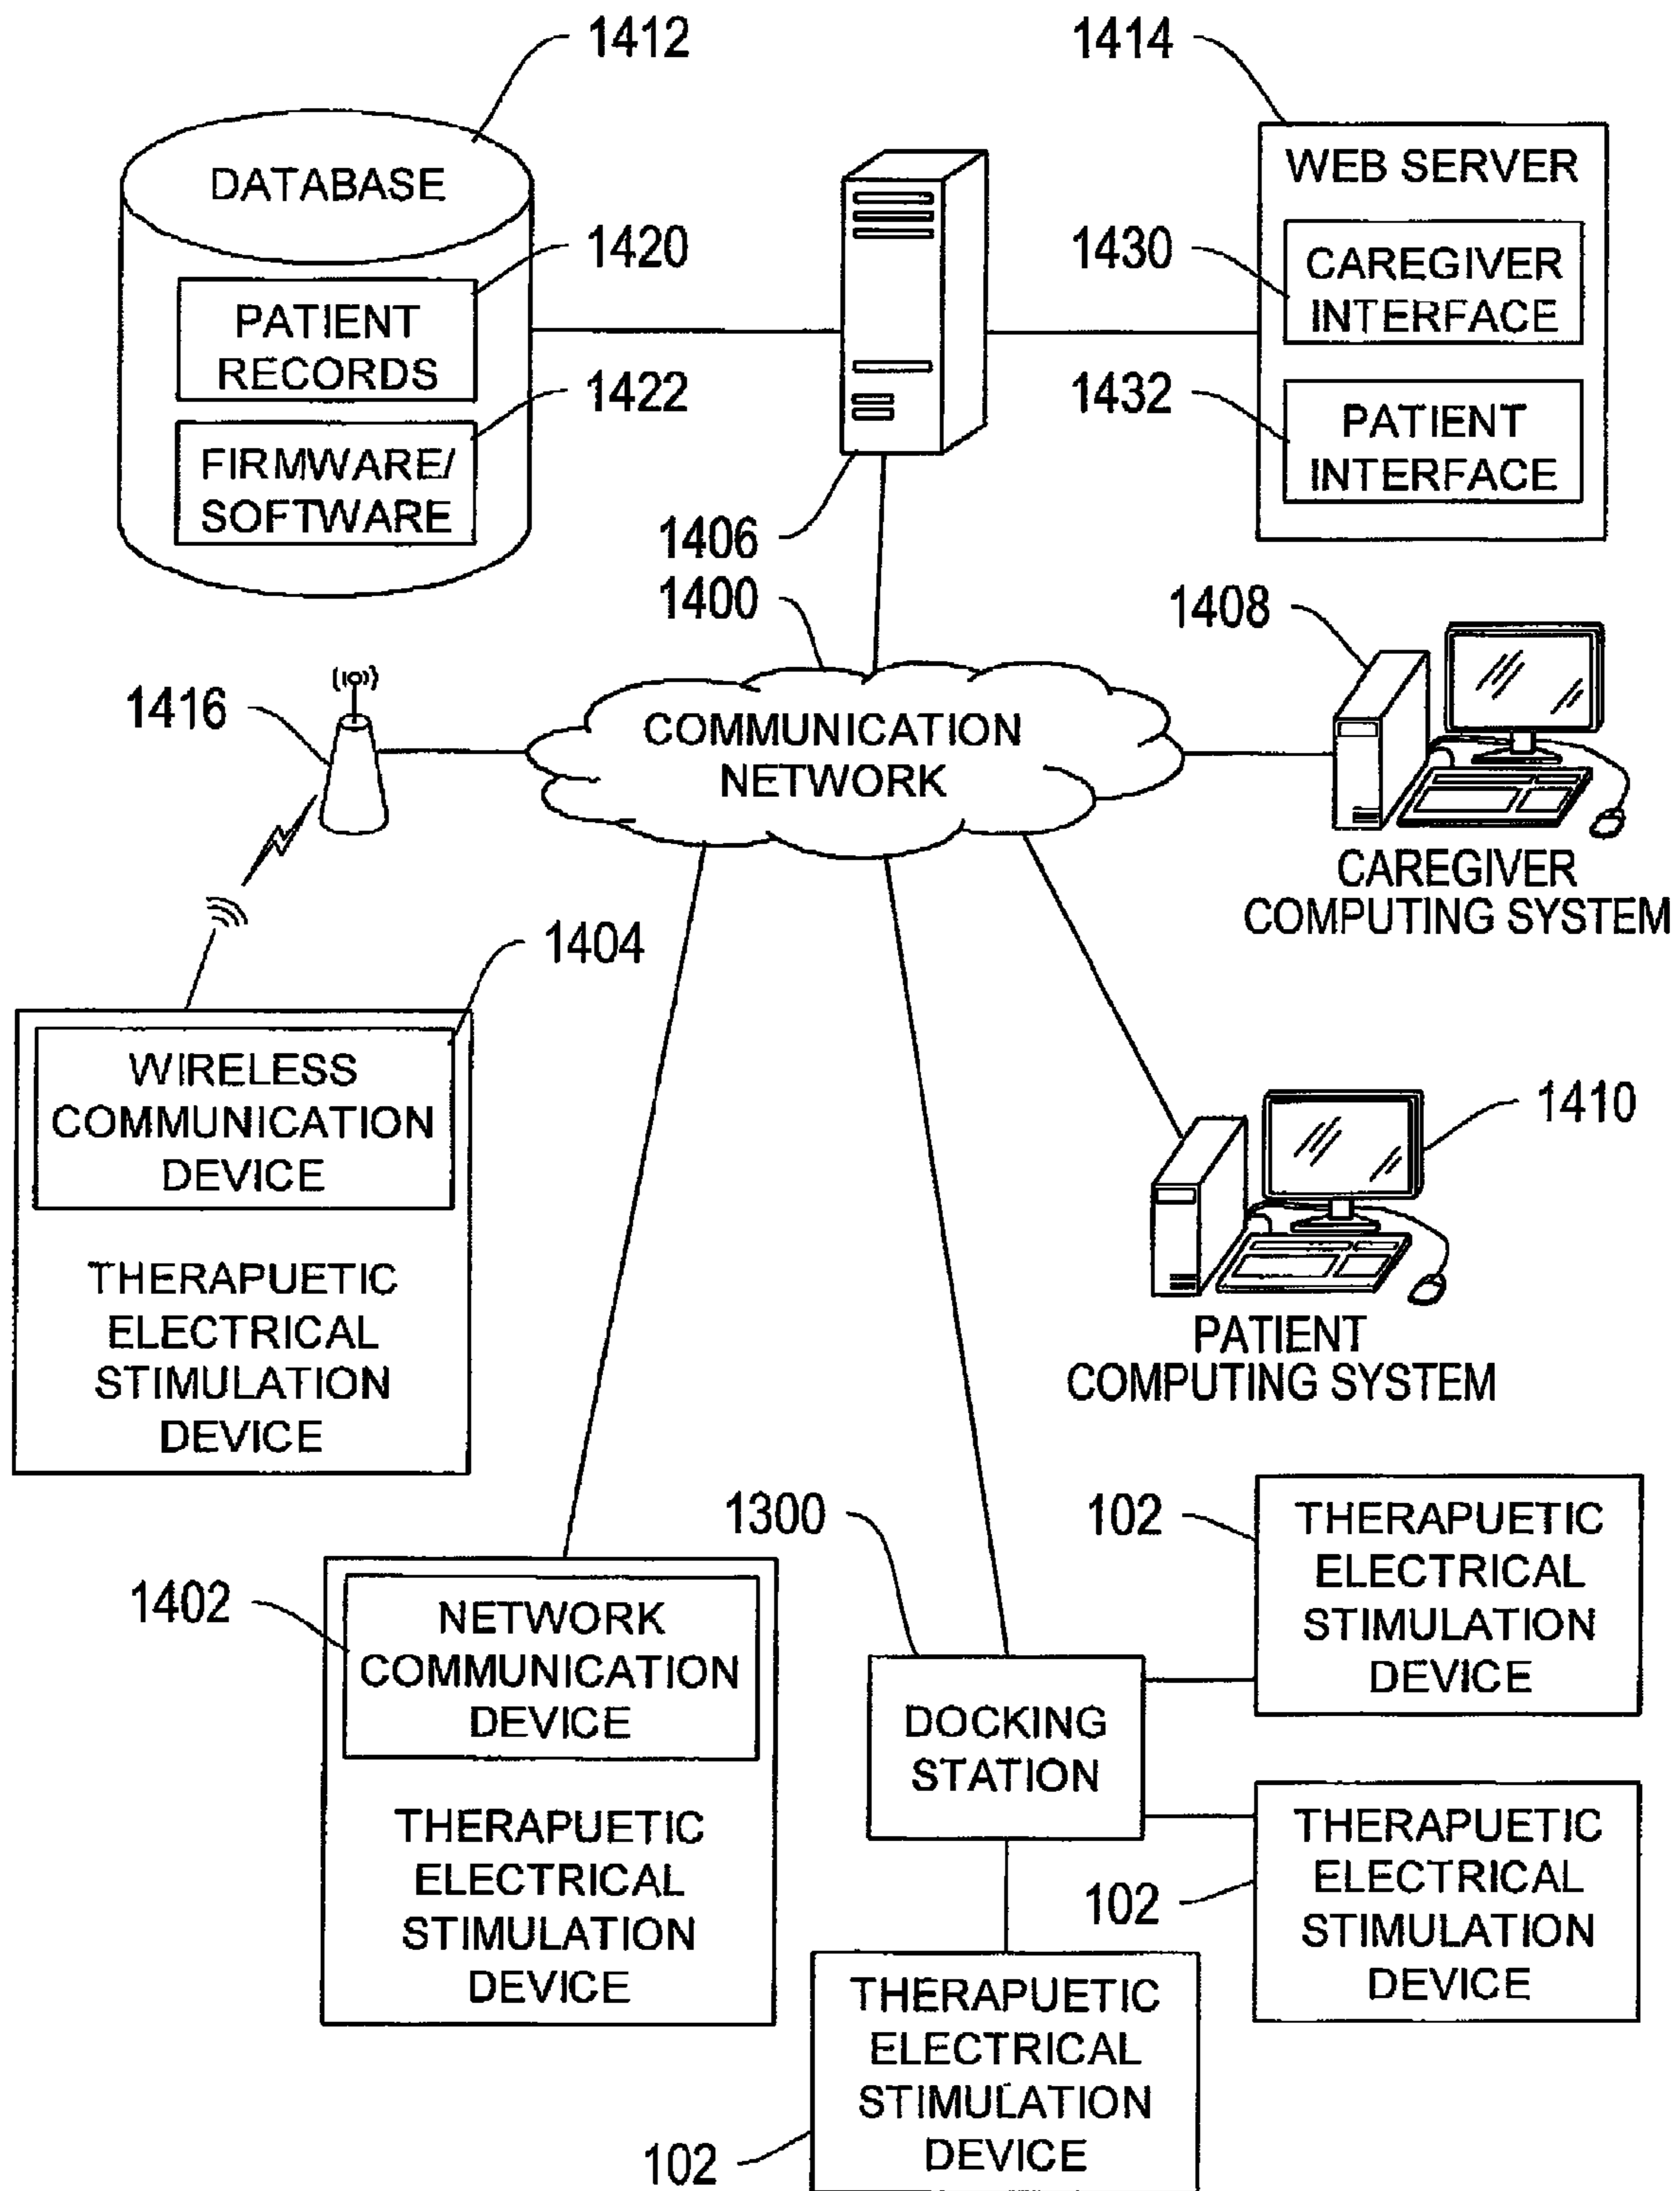 1412
1414
DATABASE
WEB SERVER
1420
1430
CAREGIVER
INTERFACE
PATIENT
RECORDS
1422
1432
PATIENT
INTERFACE
FIRMWARE/
SOFTWARE
1406
1400
1408
1416
((O))
COMMUNICATION
NETWORK
CAREGIVER
COMPUTING SYSTEM
1404
WIRELESS
COMMUNICATION
DEVICE
THERAPUETIC
ELECTRICAL
STIMULATION
DEVICE
1410
PATIENT
COMPUTING SYSTEM
1300
102
THERAPUETIC
ELECTRICAL
STIMULATION
DEVICE
1402
NETWORK
COMMUNICATION
DEVICE
THERAPUETIC
ELECTRICAL
STIMULATION
DEVICE
DOCKING
STATION
102
THERAPUETIC
ELECTRICAL
STIMULATION
DEVICE
102
THERAPUETIC
ELECTRICAL
STIMULATION
DEVICE